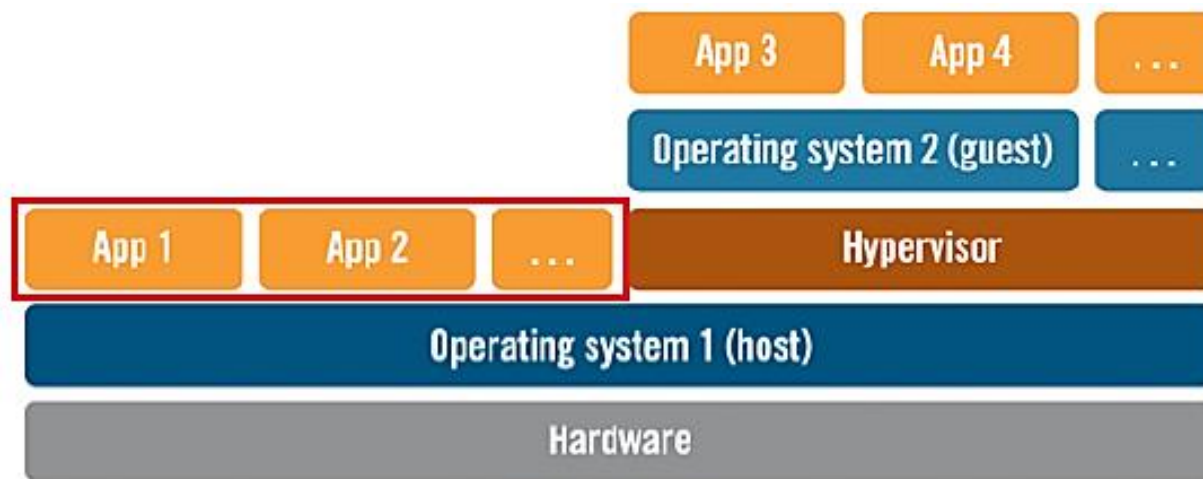 App 3 App 4 ...
Operating system 2 (guest) ...
App 1 App 2 ... Hypervisor
Operating system 1 (host)
Hardware